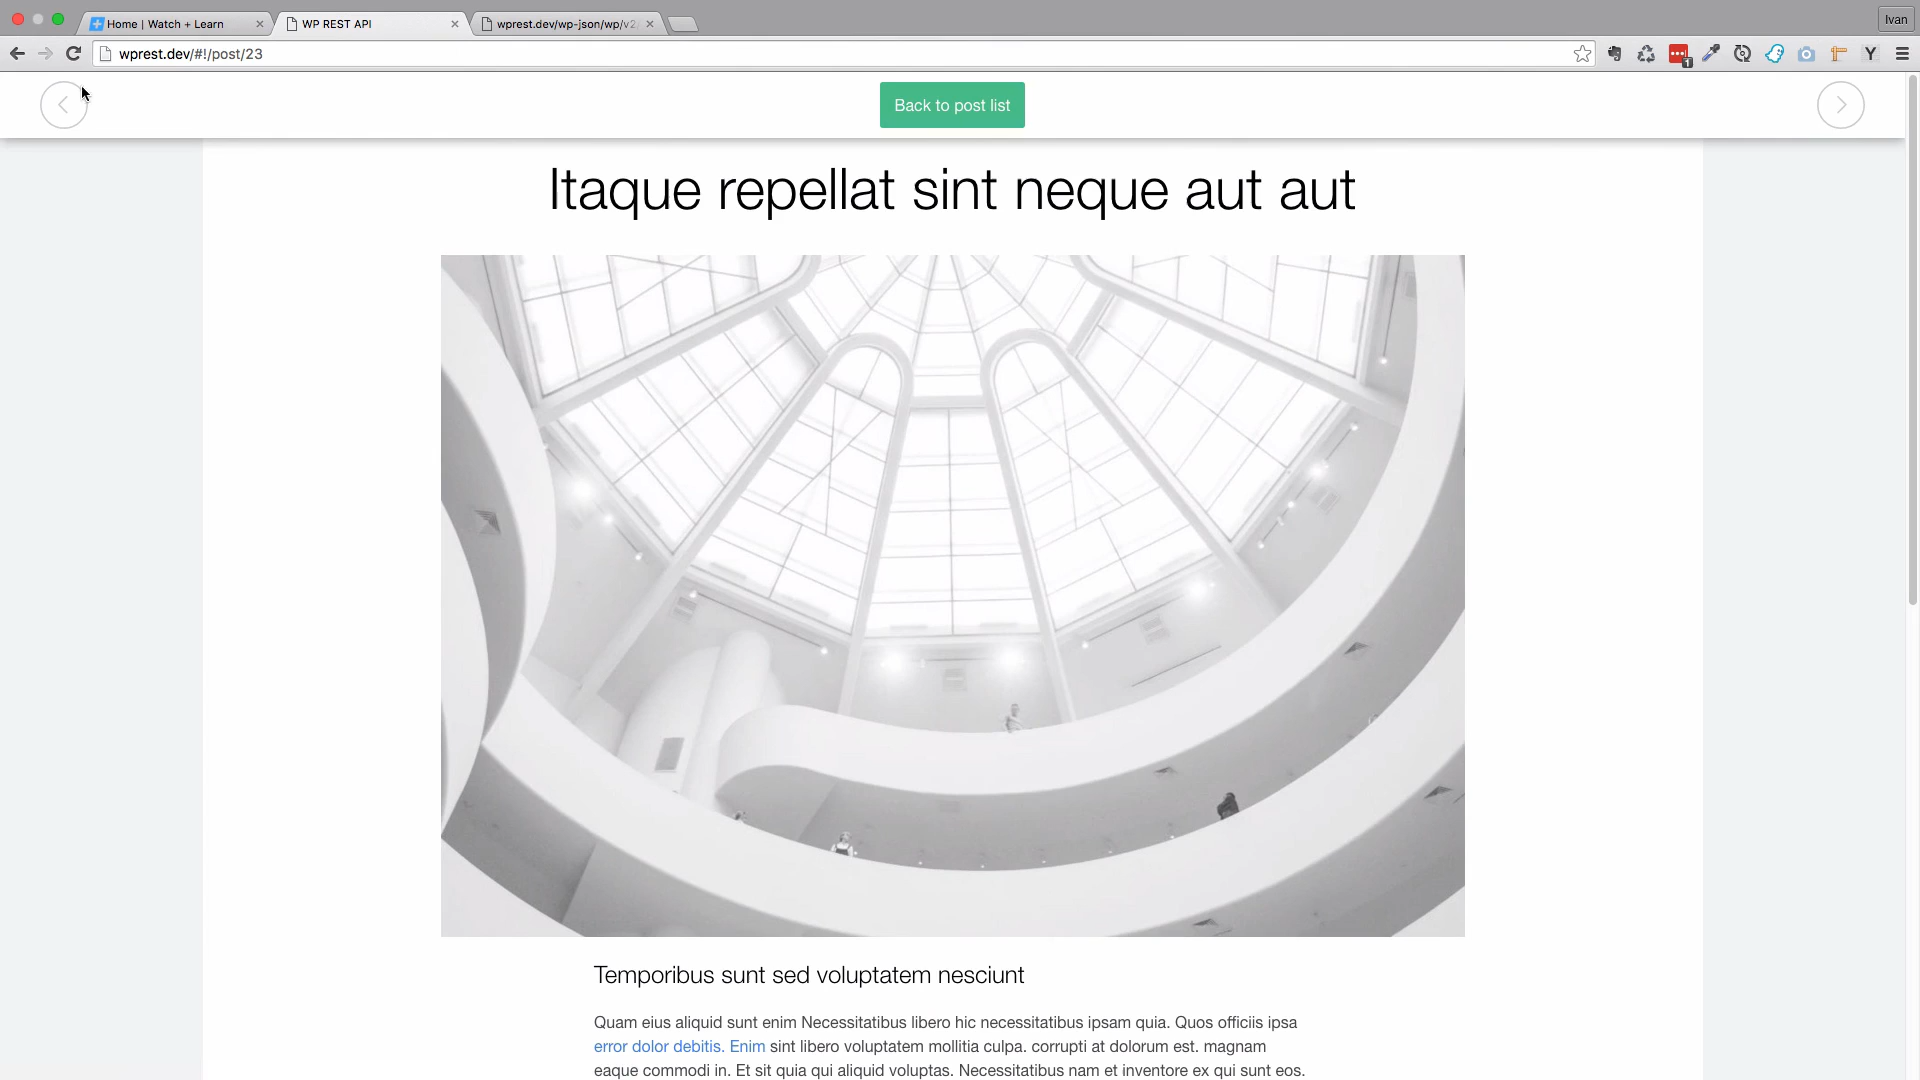 Home | Watch + Learn
WP REST API
wprest.dev/wp-json/wp/v2
Ivan
wprest.dev/#!/post/23
1
Y
Back to post list
Itaque repellat sint neque aut aut
Temporibus sunt sed voluptatem nesciunt
Quam eius aliquid sunt enim Necessitatibus libero hic necessitatibus ipsam quia. Quos officiis ipsa
error dolor debitis. Enim sint libero voluptatem mollitia culpa. corrupti at dolorum est. magnam
eaque commodi in. Et sit quia qui aliquid voluptas. Necessitatibus nam et inventore ex qui sunt eos.